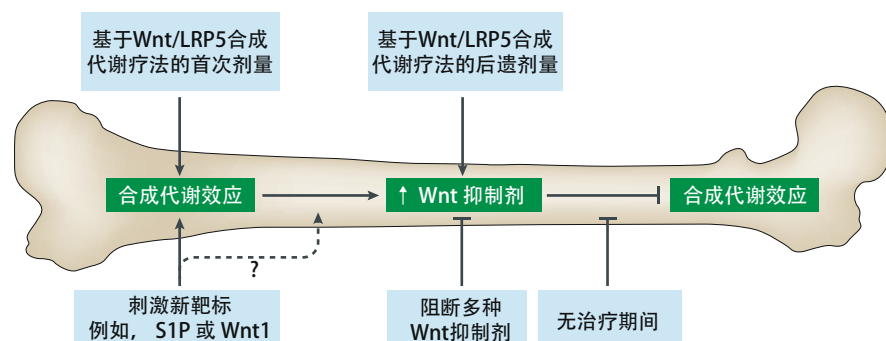 基于Wnt/LRP5合成
代谢疗法的首次剂量
基于Wnt/LRP5合成
代谢疗法的后遗剂量
合成代谢效应
↑ Wnt 抑制剂
合成代谢效应
?
刺激新靶标
例如， S1P 或 Wnt1
阻断多种
Wnt抑制剂
无治疗期间